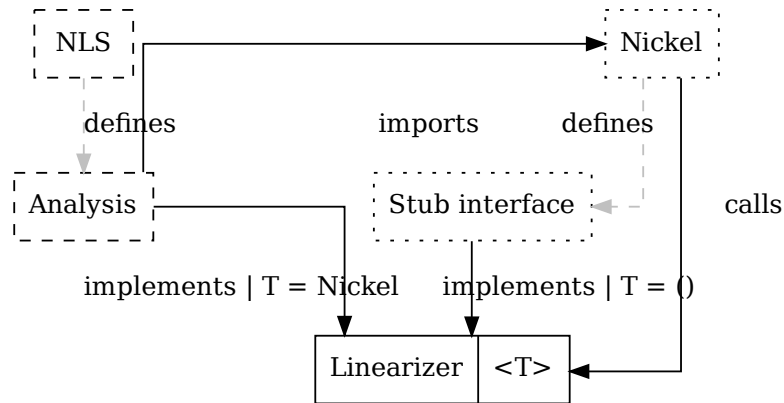 NLS
Nickel
defines
imports
defines
Analysis
Stub interface
calls
implements | T = Nickel
implements | T = ()
Linearizer
<T>